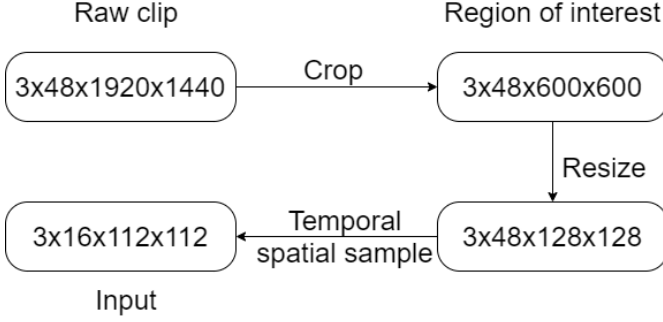 Raw clip
Region of interest
3x48x1920x1440
Crop
3x48x600x600
Resize
3x48x128x128
Temporal
spatial sample
3x16x112x112
Input